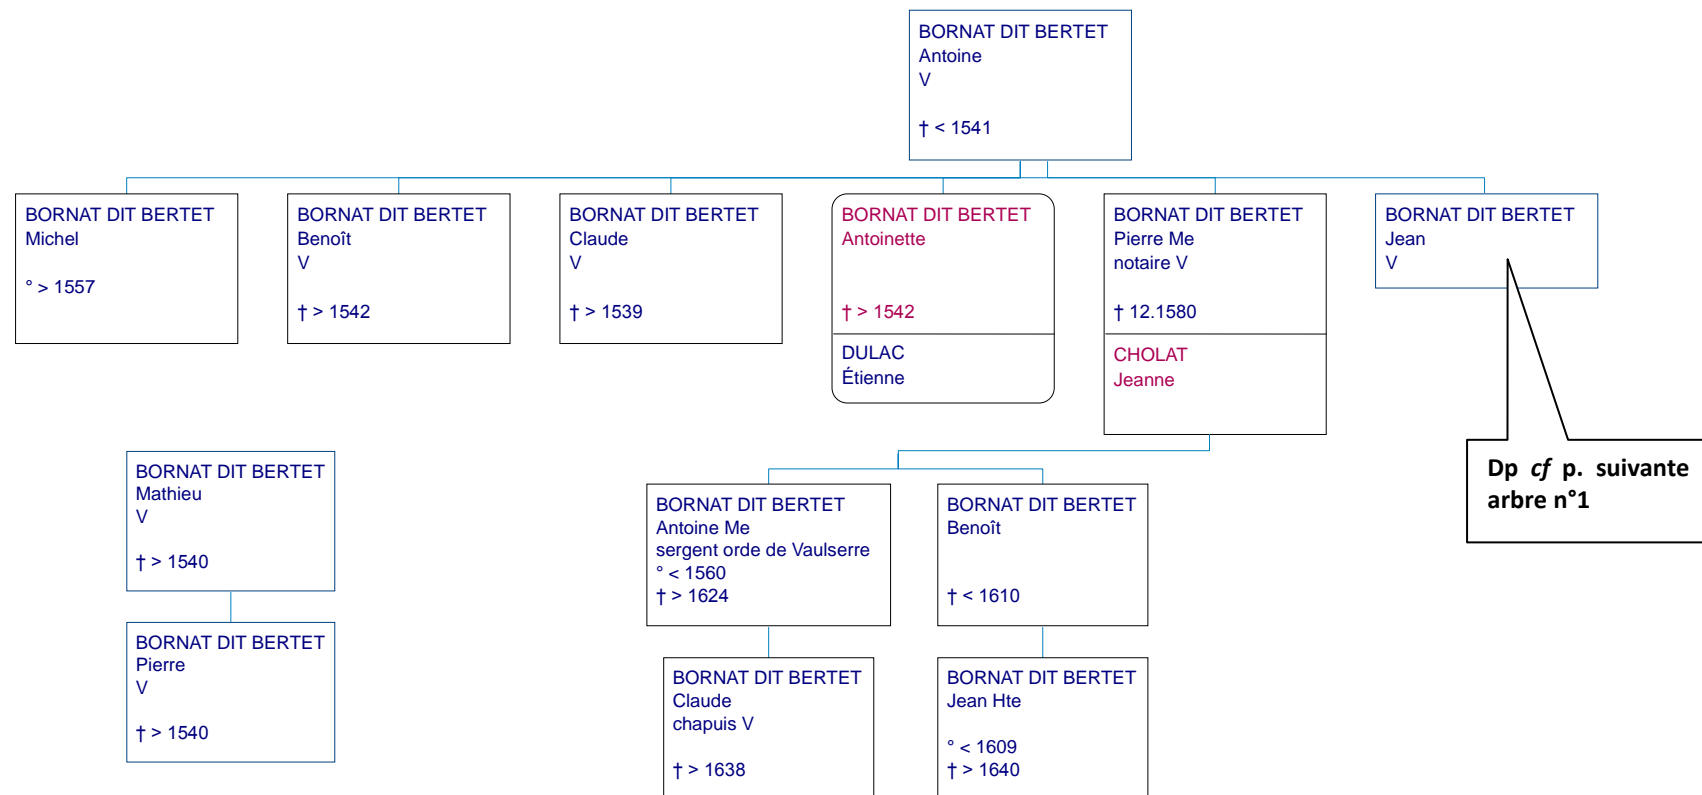 BORNAT DIT BERTET
Antoine
V
† < 1541
BORNAT DIT BERTET
Michel
° > 1557
BORNAT DIT BERTET
Benoît
V
† > 1542
BORNAT DIT BERTET
Claude
V
† > 1539
BORNAT DIT BERTET
Antoinette
† > 1542
DULAC
Étienne
BORNAT DIT BERTET
Pierre Me
notaire V
† 12.1580
CHOLAT
Jeanne
BORNAT DIT BERTET
Jean
V
Dp cf p. suivante
arbre n°1
BORNAT DIT BERTET
Mathieu
V
† > 1540
BORNAT DIT BERTET
Pierre
V
† > 1540
BORNAT DIT BERTET
Antoine Me
sergent orde de Vaulserre
° < 1560
† > 1624
BORNAT DIT BERTET
Benoît
† < 1610
BORNAT DIT BERTET
Claude
chapuis V
† > 1638
BORNAT DIT BERTET
Jean Hte
° < 1609
† > 1640